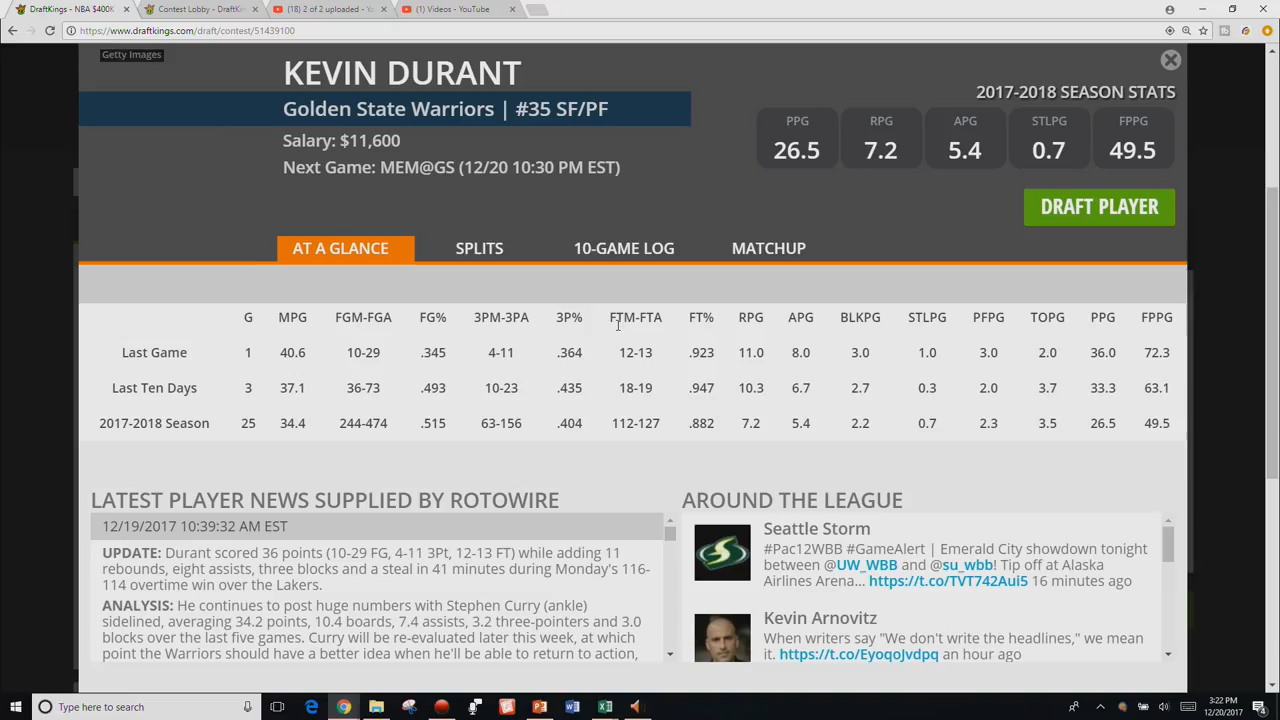 DraftKings - NBA $400K
Contest Lobby - DraftKin
(18) 2 of 2 uploaded - Yo
(1) Videos - YouTube
https://www.draftkings.com/draft/contest/51439100
Getty Images
KEVIN DURANT
Golden State Warriors | #35 SF/PF
Salary: $11,600
Next Game: MEM@GS (12/20 10:30 PM EST)
2017-2018 SEASON STATS
PPG RPG APG STLPG FPPG
26.5 7.2 5.4 0.7 49.5
DRAFT PLAYER
AT A GLANCE SPLITS 10-GAME LOG MATCHUP
G MPG FGM-FGA FG% 3PM-3PA 3P% FTM-FTA FT% RPG APG BLKPG STLPG PFPG TOPG PPG FPPG
Last Game 1 40.6 10-29 .345 4-11 .364 12-13 .923 11.0 8.0 3.0 1.0 3.0 2.0 36.0 72.3
Last Ten Days 3 37.1 36-73 .493 10-23 .435 18-19 .947 10.3 6.7 2.7 0.3 2.0 3.7 33.3 63.1
2017-2018 Season 25 34.4 244-474 .515 63-156 .404 112-127 .882 7.2 5.4 2.2 0.7 2.3 3.5 26.5 49.5
LATEST PLAYER NEWS SUPPLIED BY ROTOWIRE
12/19/2017 10:39:32 AM EST
UPDATE: Durant scored 36 points (10-29 FG, 4-11 3Pt, 12-13 FT) while adding 11
rebounds, eight assists, three blocks and a steal in 41 minutes during Monday's 116-
114 overtime win over the Lakers.
ANALYSIS: He continues to post huge numbers with Stephen Curry (ankle)
sidelined, averaging 34.2 points, 10.4 boards, 7.4 assists, 3.2 three-pointers and 3.0
blocks over the last five games. Curry will be re-evaluated later this week, at which
point the Warriors should have a better idea when he'll be able to return to action,
AROUND THE LEAGUE
Seattle Storm
#Pac12WBB #GameAlert | Emerald City showdown tonight
between @UW_WBB and @su_wbb! Tip off at Alaska
Airlines Arena... https://t.co/TVT742Aui5 16 minutes ago
Kevin Arnovitz
When writers say "We don't write the headlines," we mean
it. https://t.co/EyoqoJvdpq an hour ago
Type here to search
3:22 PM
12/20/2017